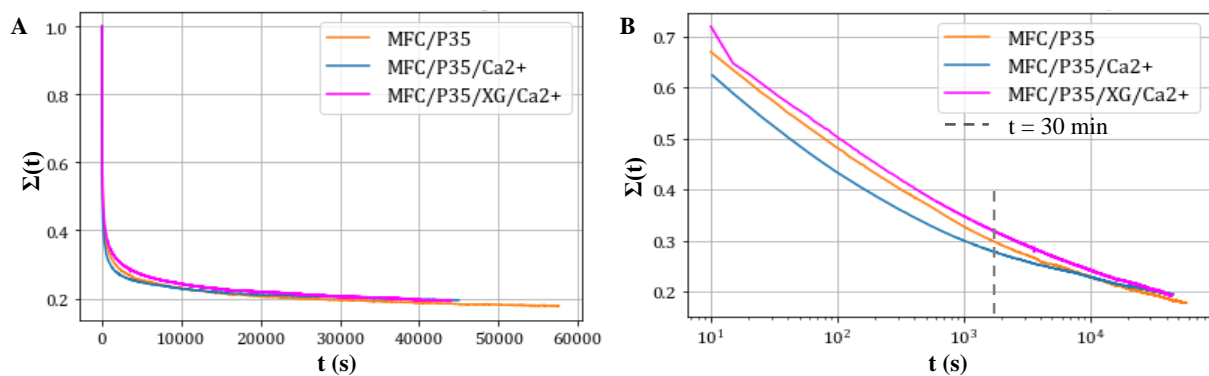 A
Σ(t)
1.0
0.8
0.6
0.4
0.2
MFC/P35
MFC/P35/Ca2+
MFC/P35/XG/Ca2+
0
10000
20000
30000
40000
50000
60000
t (s)
B
Σ(t)
0.7
0.6
0.5
0.4
0.3
0.2
MFC/P35
MFC/P35/Ca2+
MFC/P35/XG/Ca2+
t = 30 min
10¹
10²
10³
10⁴
t (s)